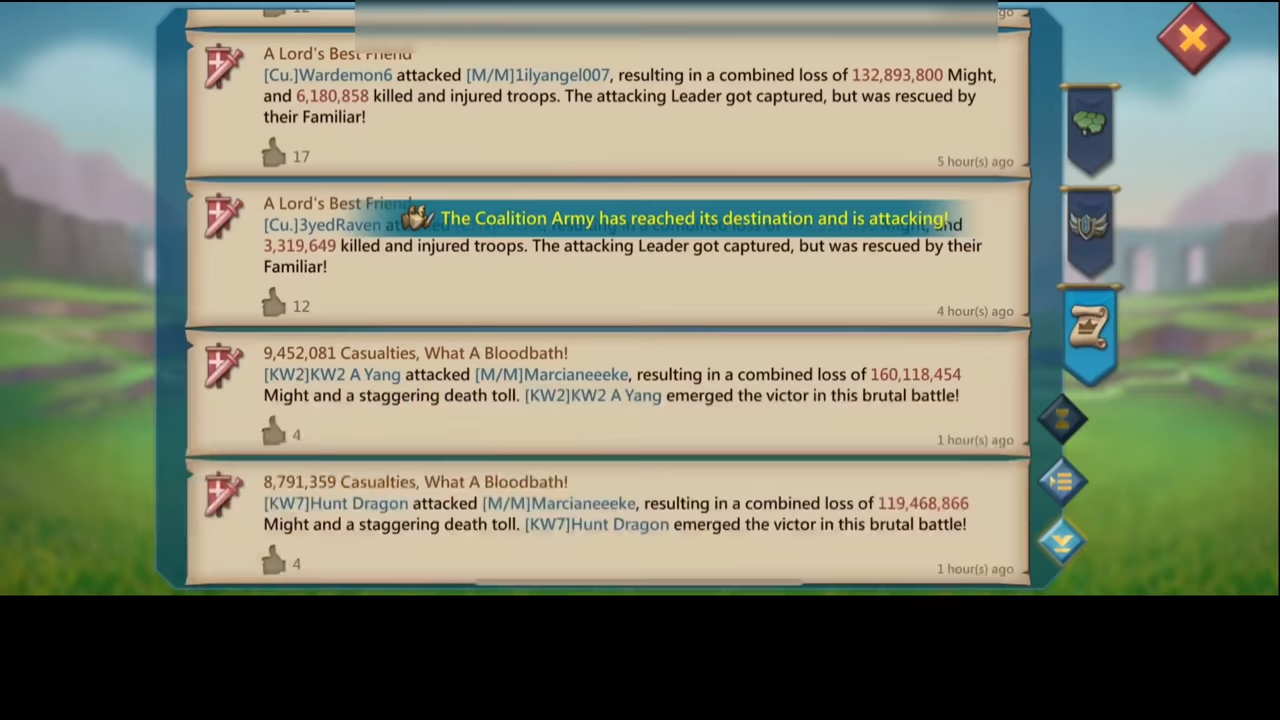 12
go
A Lord's Best Friend
[Cu.]Wardemon6 attacked [M/M]1ilyangel007, resulting in a combined loss of 132,893,800 Might,
and 6,180,858 killed and injured troops. The attacking Leader got captured, but was rescued by
their Familiar!
17
5 hour(s) ago
A Lord's Best Friend
The Coalition Army has reached its destination and is attacking!
[Cu.]3yedRaven resulting in a combined loss of Might, and
3,319,649 killed and injured troops. The attacking Leader got captured, but was rescued by their
Familiar!
12
4 hour(s) ago
9,452,081 Casualties, What A Bloodbath!
[KW2]KW2 A Yang attacked [M/M]Marcianeeeke, resulting in a combined loss of 160,118,454
Might and a staggering death toll. [KW2]KW2 A Yang emerged the victor in this brutal battle!
4
1 hour(s) ago
8,791,359 Casualties, What A Bloodbath!
[KW7]Hunt Dragon attacked [M/M]Marcianeeeke, resulting in a combined loss of 119,468,866
Might and a staggering death toll. [KW7]Hunt Dragon emerged the victor in this brutal battle!
4
1 hour(s) ago